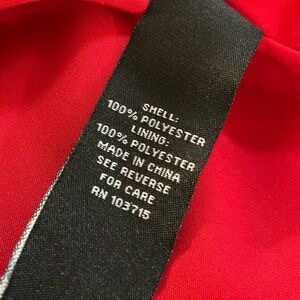 SHELL:
100% POLYESTER
LINING:
100% POLYESTER
MADE IN CHINA
SEE REVERSE
FOR CARE
RN 103715